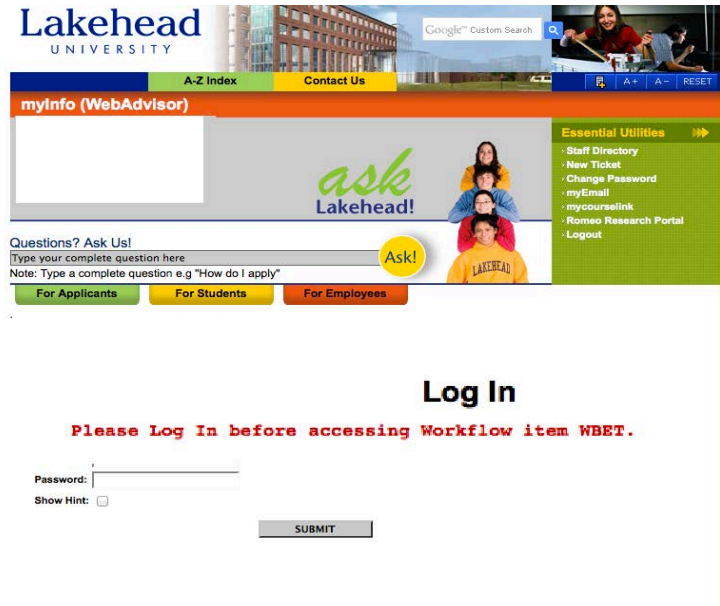 Lakehead
UNIVERSITY
Google™ Custom Search
A-Z Index
Contact Us
A+ A- RESET
myInfo (WebAdvisor)
Essential Utilities
Staff Directory
New Ticket
Change Password
myEmail
mycourselink
Romeo Research Portal
Logout
ask
Lakehead!
LAKEHEAD
Questions? Ask Us!
Type your complete question here
Ask!
Note: Type a complete question e.g "How do I apply"
For Applicants
For Students
For Employees
Log In
Please Log In before accessing Workflow item WBET.
Password:
Show Hint:
SUBMIT